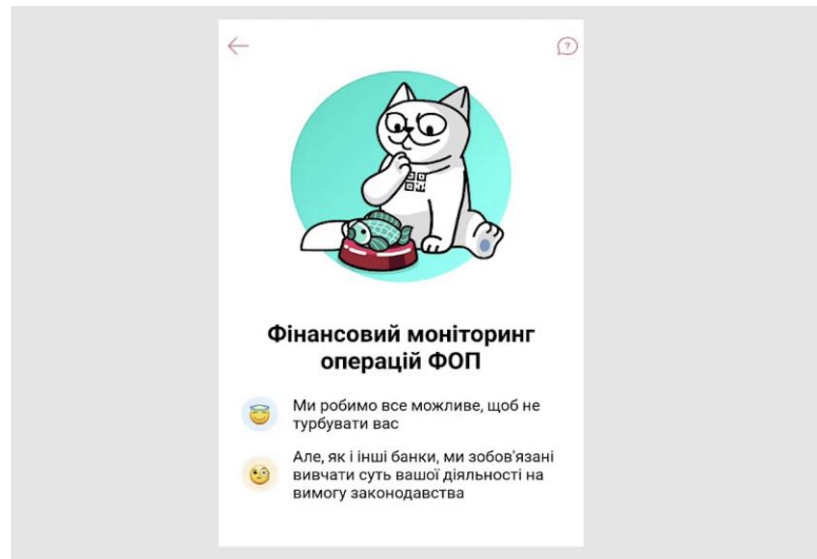 ?
Фінансовий моніторинг
операцій ФОП
Ми робимо все можливе, щоб не
турбувати вас
Але, як і інші банки, ми зобов'язані
вивчати суть вашої діяльності на
вимогу законодавства